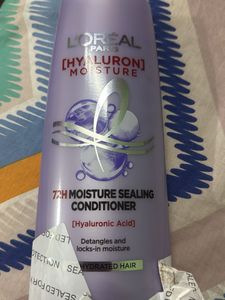 L'ORÉAL
PARIS
[HYALURON]
MOISTURE
72H MOISTURE SEALING
CONDITIONER
[Hyaluronic Acid]
Detangles and
locks-in moisture
HYDRATED HAIR